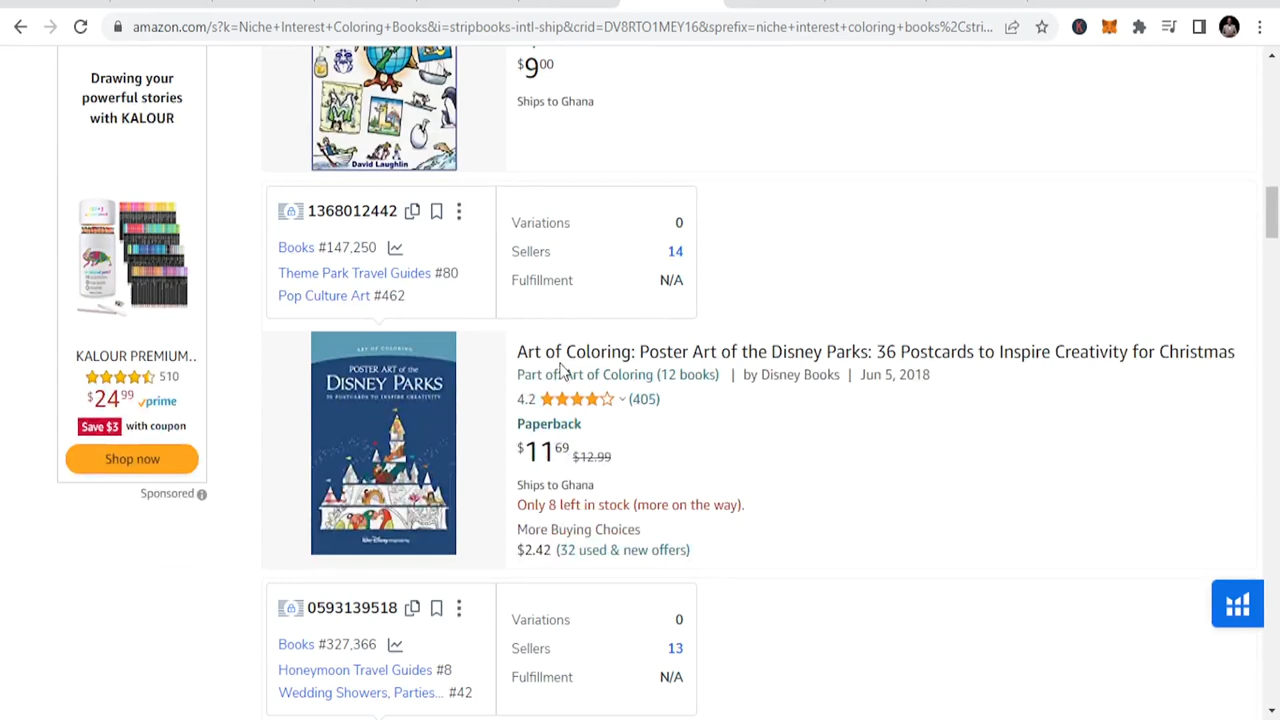 amazon.com/s?k=Niche+Interest+Coloring+Books&i=stripbooks-intl-ship&crid=DV8RTO1MEY16&sprefix=niche+interest+coloring+books%2Cstri...
Drawing your
powerful stories
with KALOUR
KALOUR PREMIUM..
510
$24.99 prime
Save $3 with coupon
Shop now
Sponsored
David Laughlin
$9.00
Ships to Ghana
1368012442
Books #147,250
Theme Park Travel Guides #80
Pop Culture Art #462
Variations 0
Sellers 14
Fulfillment N/A
ART OF COLORING
POSTER ART OF THE
DISNEY PARKS
36 POSTCARDS TO INSPIRE CREATIVITY
Art of Coloring: Poster Art of the Disney Parks: 36 Postcards to Inspire Creativity for Christmas
Part of: Art of Coloring (12 books) | by Disney Books | Jun 5, 2018
4.2 (405)
Paperback
$11.69 $12.99
Ships to Ghana
Only 8 left in stock (more on the way).
More Buying Choices
$2.42 (32 used & new offers)
0593139518
Books #327,366
Honeymoon Travel Guides #8
Wedding Showers, Parties... #42
Variations 0
Sellers 13
Fulfillment N/A